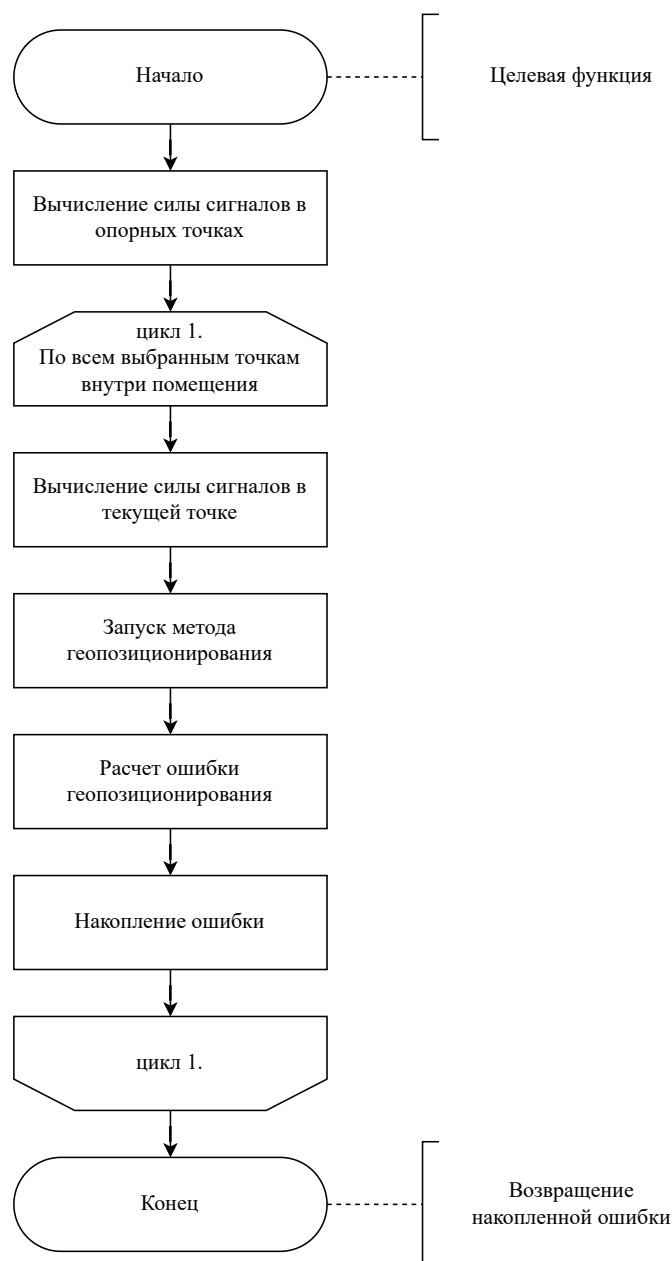 Начало
Целевая функция
Вычисление силы сигналов в
опорных точках
цикл 1.
По всем выбранным точкам
внутри помещения
Вычисление силы сигналов в
текущей точке
Запуск метода
геопозиционирования
Расчет ошибки
геопозиционирования
Накопление ошибки
цикл 1.
Конец
Возвращение
накопленной ошибки